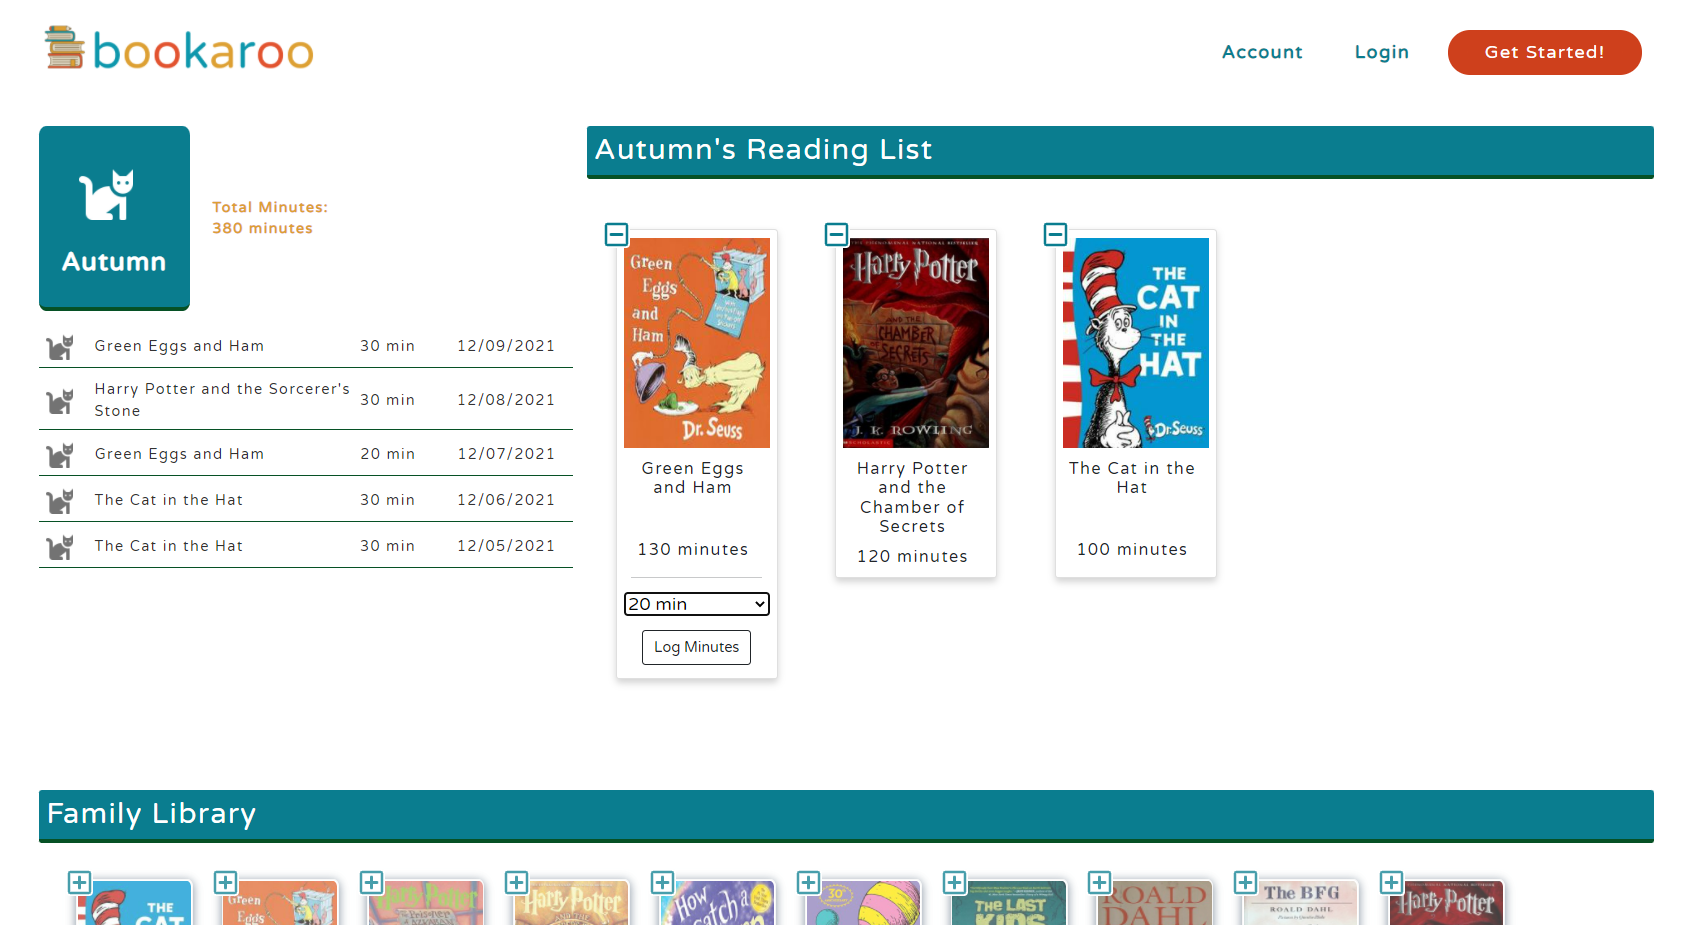 bookaroo
Account Login Get Started!
Autumn
Total Minutes:
380 minutes
Green Eggs and Ham 30 min 12/09/2021
Harry Potter and the Sorcerer's
Stone 30 min 12/08/2021
Green Eggs and Ham 20 min 12/07/2021
The Cat in the Hat 30 min 12/06/2021
The Cat in the Hat 30 min 12/05/2021
Autumn's Reading List
Green
Eggs
and
Ham
Dr. Seuss
Green Eggs
and Ham
130 minutes
20 min
Log Minutes
Harry Potter
AND THE
CHAMBER
OF
SECRETS
J. K. ROWLING
SCHOLASTIC
Harry Potter
and the
Chamber of
Secrets
120 minutes
THE
CAT
IN
THE
HAT
Dr. Seuss
The Cat in the
Hat
100 minutes
Family Library
THE
CAT
Green
Eggs
Harry Potter
Harry Potter
How
Catch a
30
THE LAST
KIDS
ROALD
DAHL
The BFG
ROALD DAHL
Harry Potter